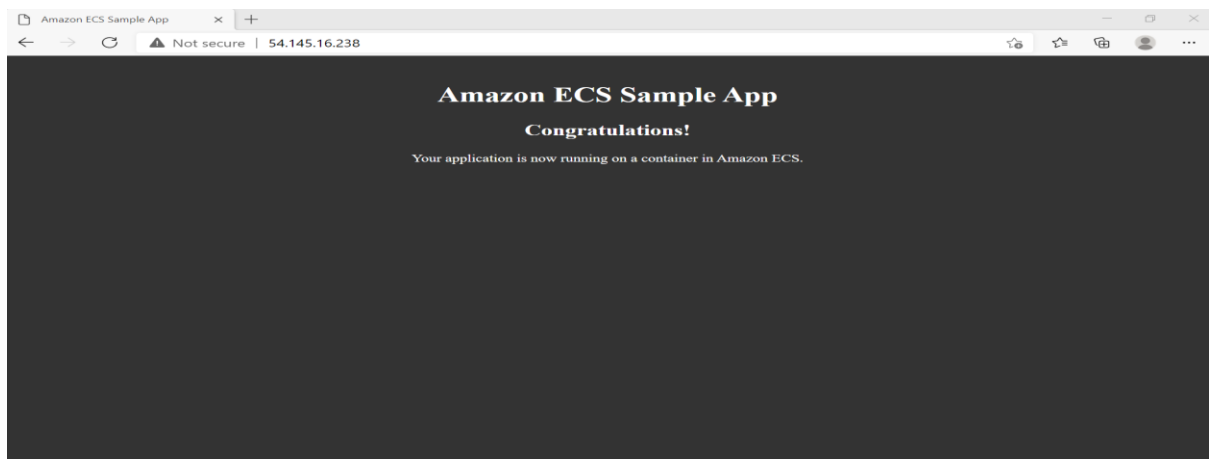 Amazon ECS Sample App
Not secure | 54.145.16.238
Amazon ECS Sample App
Congratulations!
Your application is now running on a container in Amazon ECS.